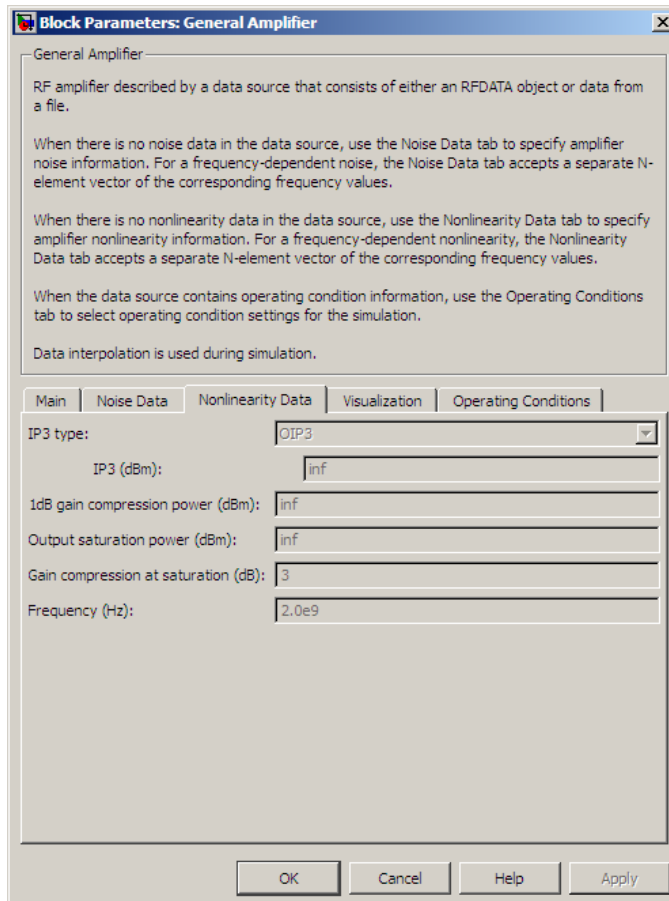 Block Parameters: General Amplifier
General Amplifier
RF amplifier described by a data source that consists of either an RFDATA object or data from
a file.
When there is no noise data in the data source, use the Noise Data tab to specify amplifier
noise information. For a frequency-dependent noise, the Noise Data tab accepts a separate N-
element vector of the corresponding frequency values.
When there is no nonlinearity data in the data source, use the Nonlinearity Data tab to specify
amplifier nonlinearity information. For a frequency-dependent nonlinearity, the Nonlinearity
Data tab accepts a separate N-element vector of the corresponding frequency values.
When the data source contains operating condition information, use the Operating Conditions
tab to select operating condition settings for the simulation.
Data interpolation is used during simulation.
Main Noise Data Nonlinearity Data Visualization Operating Conditions
IP3 type: OIP3
IP3 (dBm): inf
1dB gain compression power (dBm): inf
Output saturation power (dBm): inf
Gain compression at saturation (dB): 3
Frequency (Hz): 2.0e9
OK Cancel Help Apply